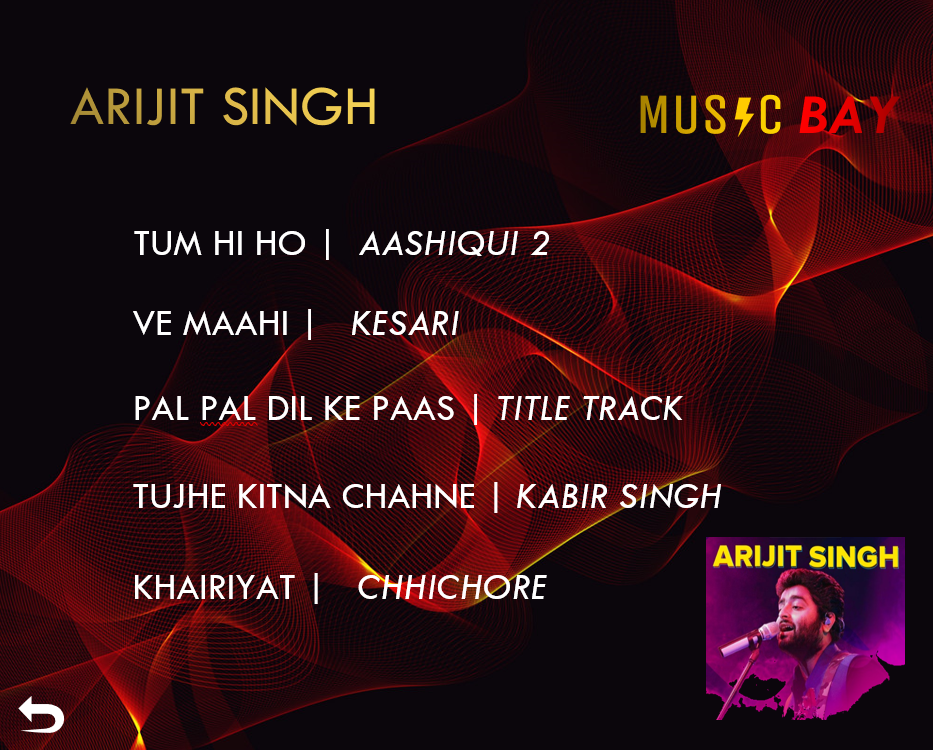 ARIJIT SINGH
MUSIC BAY
TUM HI HO | AASHIQUI 2
VE MAAHI | KESARI
PAL PAL DIL KE PAAS | TITLE TRACK
TUJHE KITNA CHAHNE | KABIR SINGH
KHAIRIYAT | CHHICHORE
ARIJIT SINGH